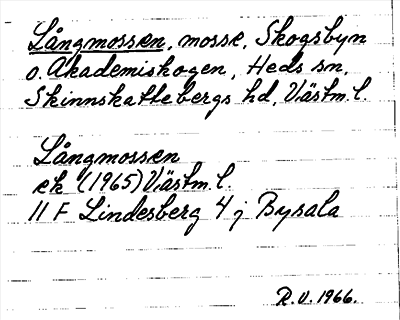 Långmossen, mosse, Skogsbyn
o. Akademiskogen, Heds sn,
Skinnskattebergs hd, Västm.l.
Långmossen
ek (1965) Västm.l.
11 F Lindesberg 4 j Bysala
R.V. 1966.